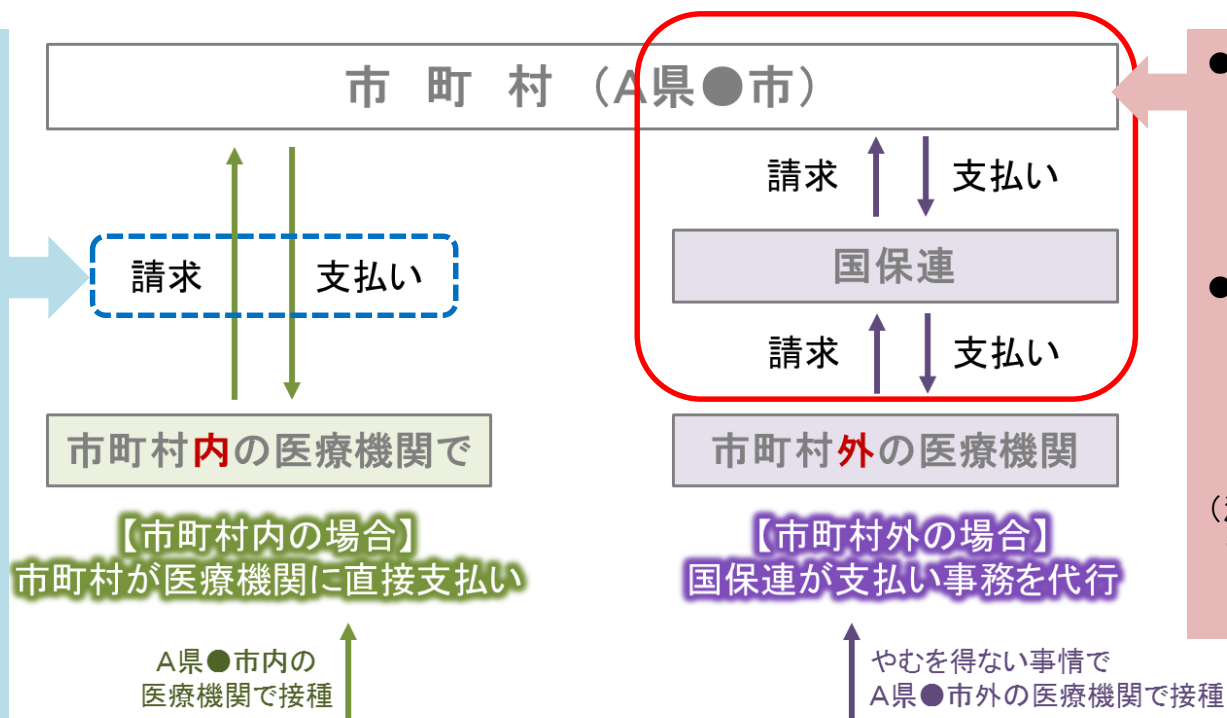 市 町 村 （A県●市）
請求 支払い
国保連
請求 支払い
請求 支払い
市町村内の医療機関で
市町村外の医療機関
【市町村内の場合】
市町村が医療機関に直接支払い
【市町村外の場合】
国保連が支払い事務を代行
A県●市内の
医療機関で接種
やむを得ない事情で
A県●市外の医療機関で接種
●
●